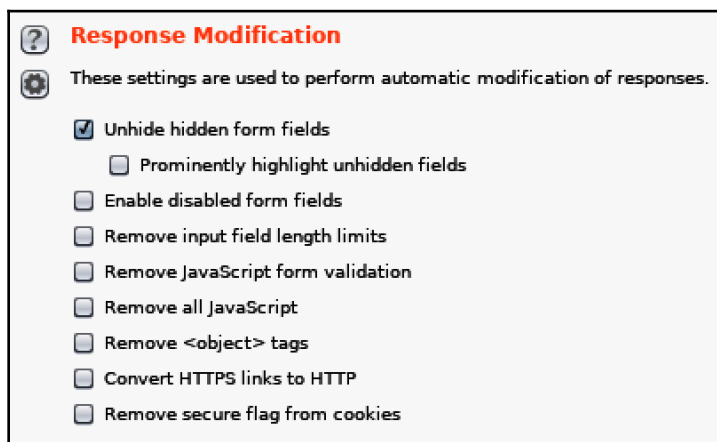 Response Modification
These settings are used to perform automatic modification of responses.
Unhide hidden form fields
Prominently highlight unhidden fields
Enable disabled form fields
Remove input field length limits
Remove JavaScript form validation
Remove all JavaScript
Remove <object> tags
Convert HTTPS links to HTTP
Remove secure flag from cookies